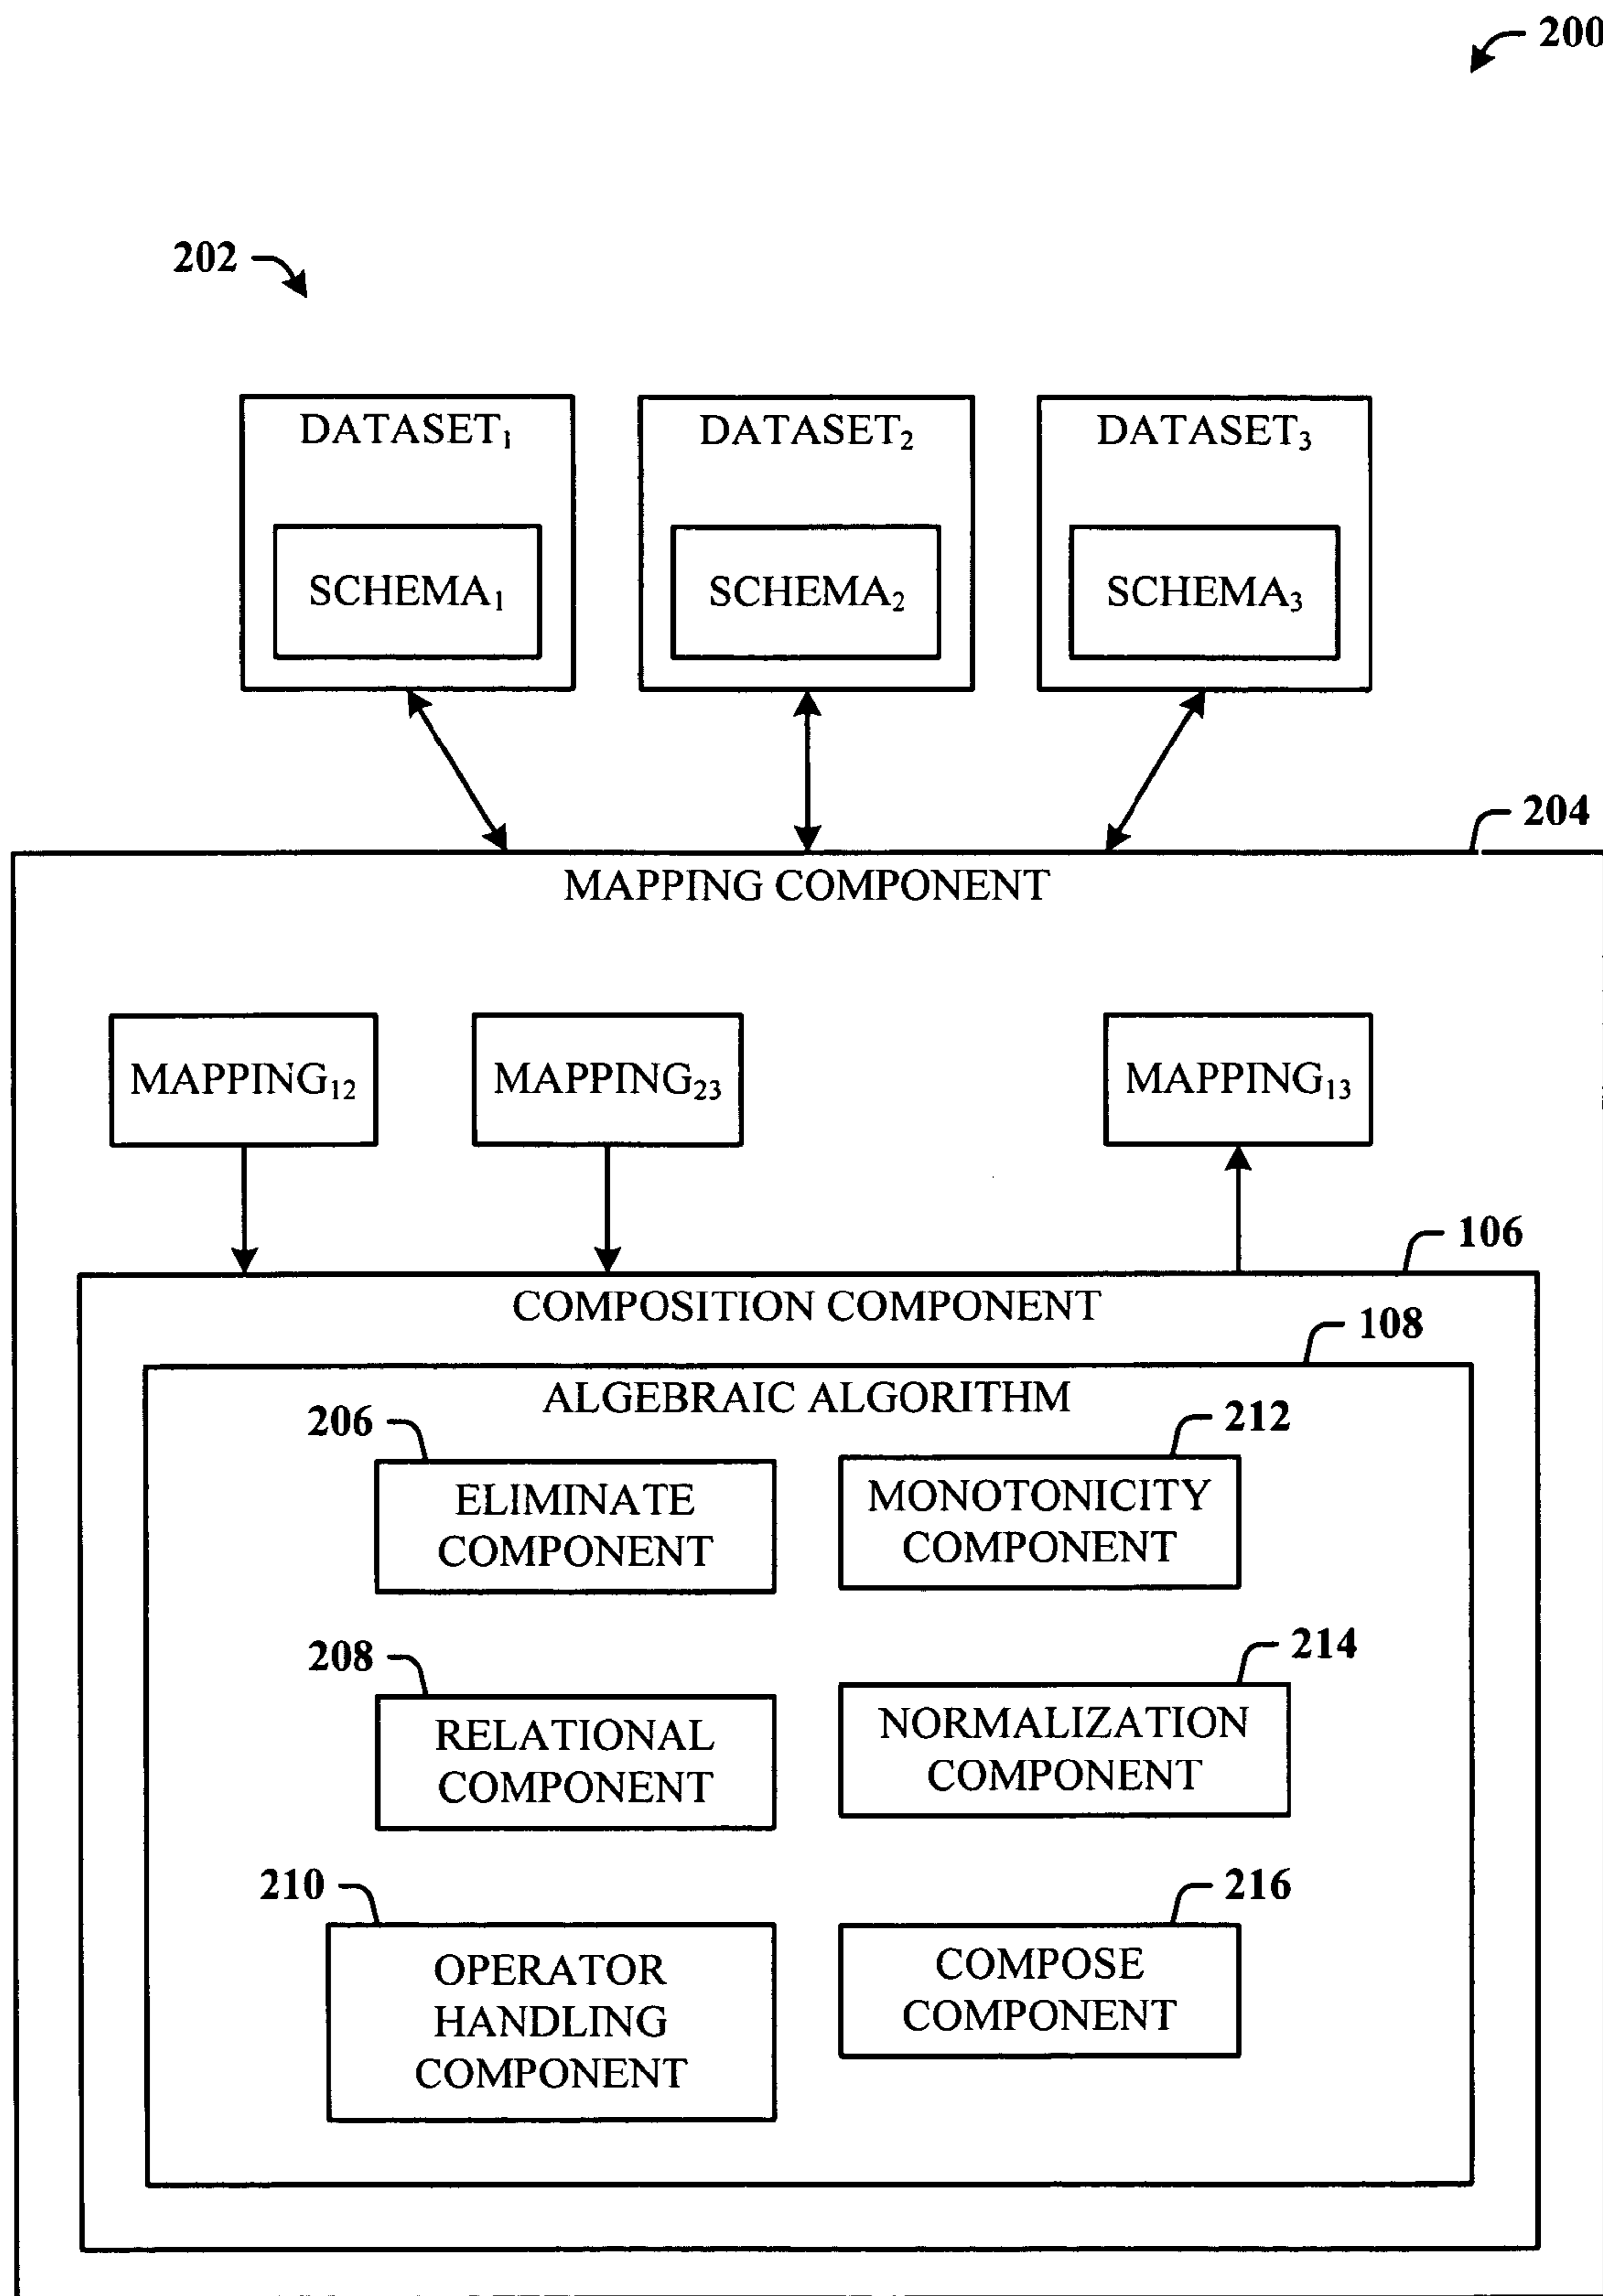 200
202
DATASET₁
DATASET₂
DATASET₃
SCHEMA₁
SCHEMA₂
SCHEMA₃
204
MAPPING COMPONENT
MAPPING₁₂
MAPPING₂₃
MAPPING₁₃
106
COMPOSITION COMPONENT
108
ALGEBRAIC ALGORITHM
206
ELIMINATE
COMPONENT
212
MONOTONICITY
COMPONENT
208
RELATIONAL
COMPONENT
214
NORMALIZATION
COMPONENT
210
OPERATOR
HANDLING
COMPONENT
216
COMPOSE
COMPONENT